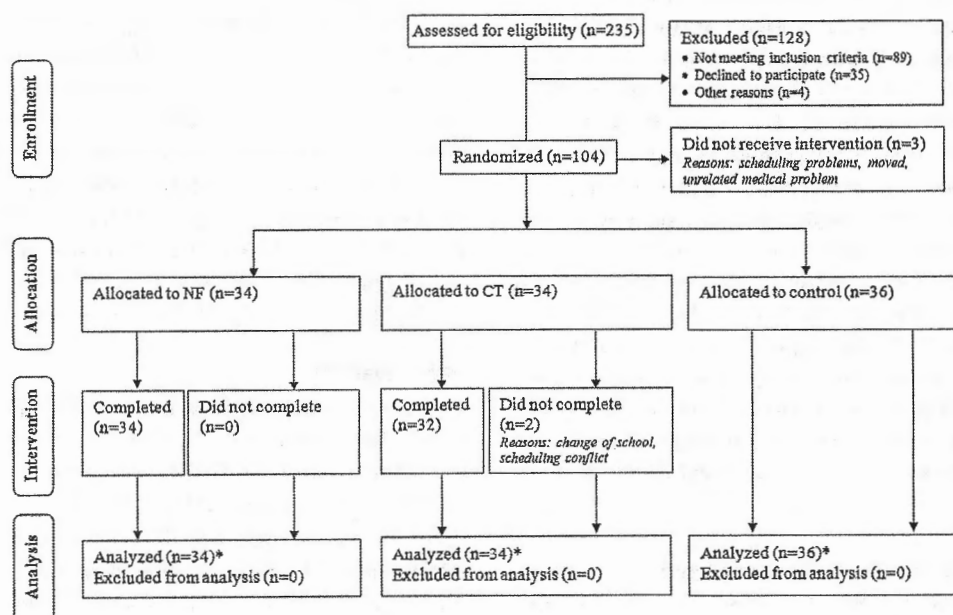 Assessed for eligibility (n=235)
Excluded (n=128)
• Not meeting inclusion criteria (n=89)
• Declined to participate (n=35)
• Other reasons (n=4)
Enrollment
Randomized (n=104)
Did not receive intervention (n=3)
Reasons: scheduling problems, moved,
unrelated medical problem
Allocation
Allocated to NF (n=34)
Allocated to CT (n=34)
Allocated to control (n=36)
Intervention
Completed
(n=34)
Did not complete
(n=0)
Completed
(n=32)
Did not complete
(n=2)
Reasons: change of school,
scheduling conflict
Analysis
Analyzed (n=34)*
Excluded from analysis (n=0)
Analyzed (n=34)*
Excluded from analysis (n=0)
Analyzed (n=36)*
Excluded from analysis (n=0)